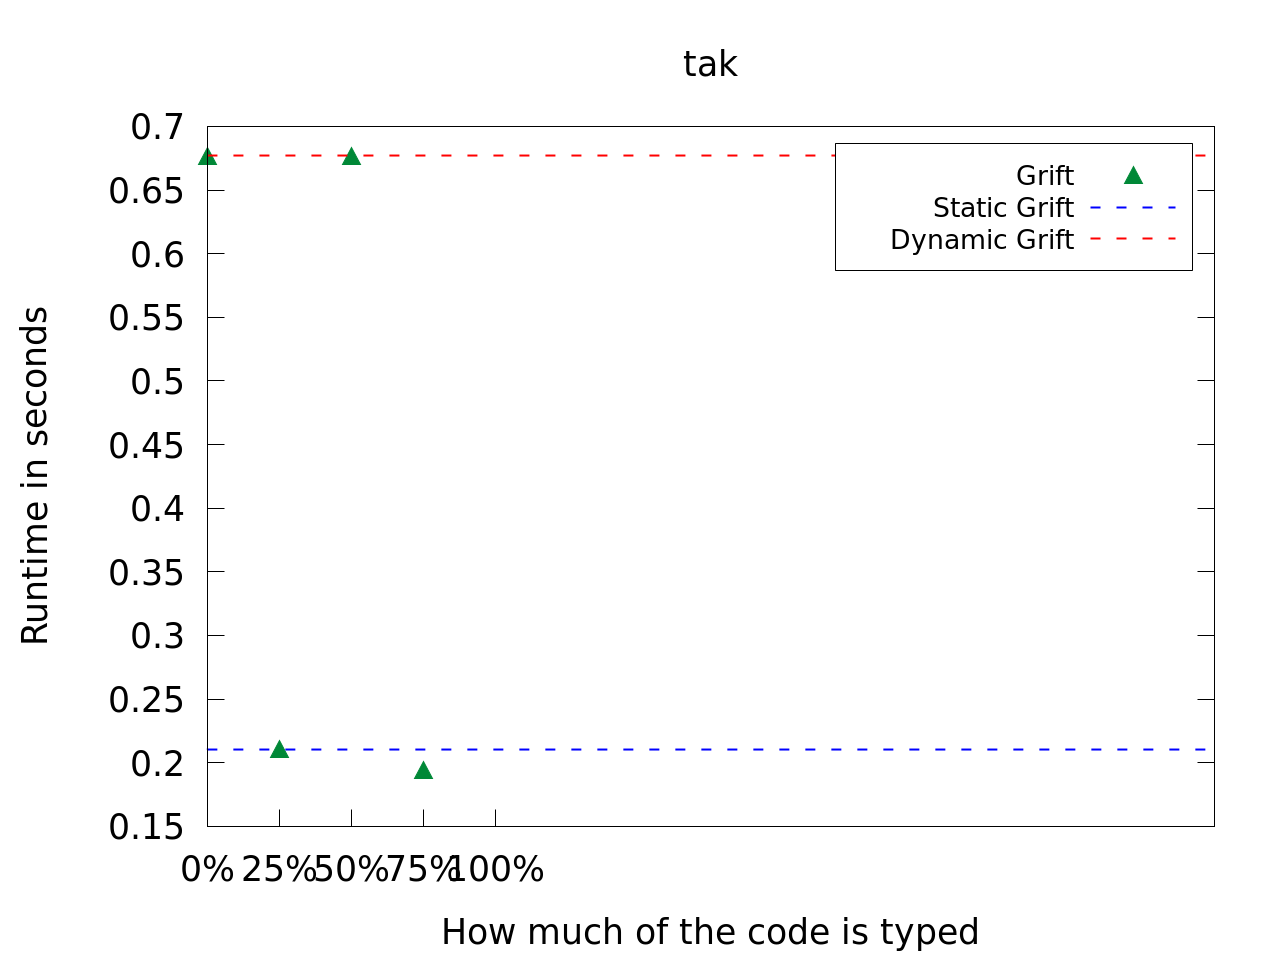 tak
0.7
0.65
0.6
0.55
0.5
0.45
0.4
0.35
0.3
0.25
0.2
0.15
Runtime in seconds
Grift
Static Grift
Dynamic Grift
0% 25% 50% 75% 100%
How much of the code is typed